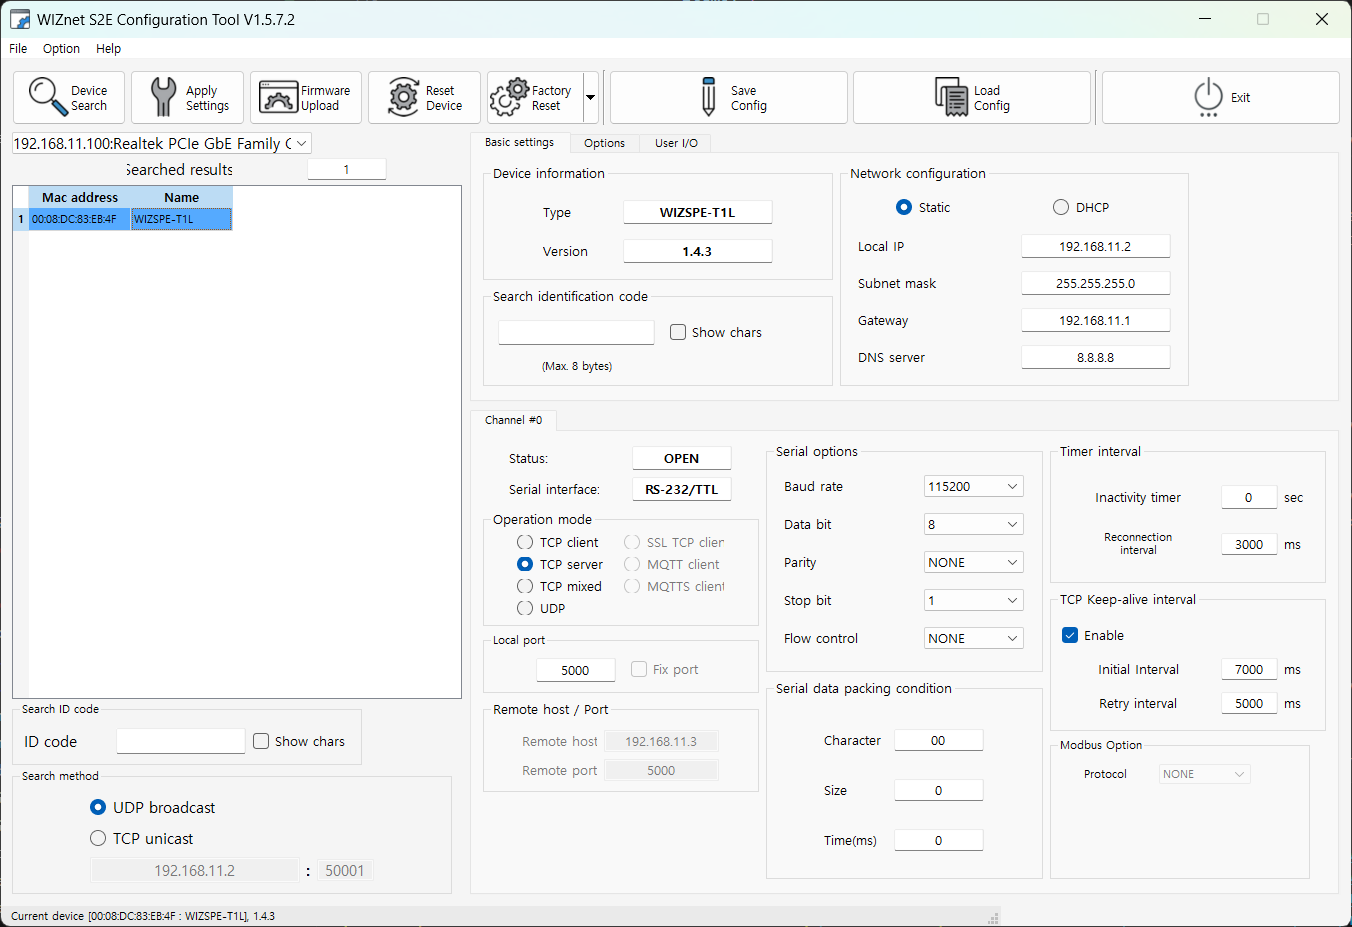 WIZnet S2E Configuration Tool V1.5.7.2
File Option Help
Device Search
Apply Settings
Firmware Upload
Reset Device
Factory Reset
Save Config
Load Config
Exit
192.168.11.100:Realtek PCIe GbE Family C
Searched results 1
Mac address Name
1 00:08:DC:83:EB:4F WIZSPE-T1L
Search ID code
ID code Show chars
Search method
UDP broadcast
TCP unicast
192.168.11.2 : 50001
Basic settings Options User I/O
Device information
Type WIZSPE-T1L
Version 1.4.3
Search identification code
Show chars
(Max. 8 bytes)
Network configuration
Static DHCP
Local IP 192.168.11.2
Subnet mask 255.255.255.0
Gateway 192.168.11.1
DNS server 8.8.8.8
Channel #0
Status: OPEN
Serial interface: RS-232/TTL
Operation mode
TCP client SSL TCP clien
TCP server MQTT client
TCP mixed MQTTS client
UDP
Local port
5000 Fix port
Remote host / Port
Remote host 192.168.11.3
Remote port 5000
Serial options
Baud rate 115200
Data bit 8
Parity NONE
Stop bit 1
Flow control NONE
Serial data packing condition
Character 00
Size 0
Time(ms) 0
Timer interval
Inactivity timer 0 sec
Reconnection interval 3000 ms
TCP Keep-alive interval
Enable
Initial Interval 7000 ms
Retry interval 5000 ms
Modbus Option
Protocol NONE
Current device [00:08:DC:83:EB:4F : WIZSPE-T1L], 1.4.3